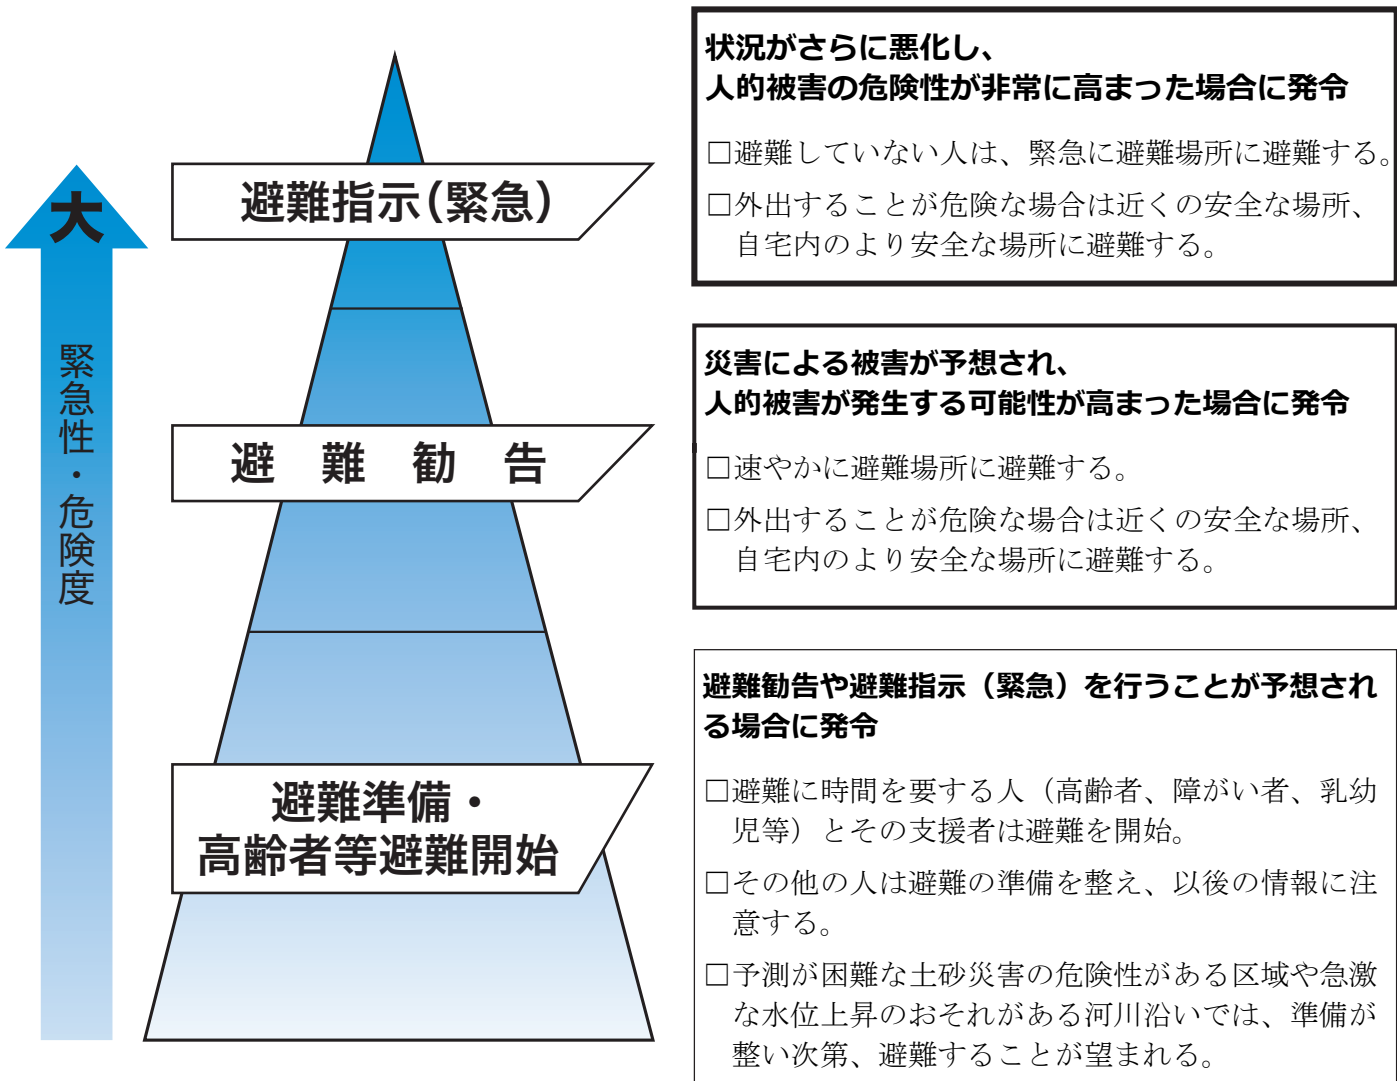 大
緊急性・危険度
避難指示（緊急）
状況がさらに悪化し、
人的被害の危険性が非常に高まった場合に発令
□避難していない人は、緊急に避難場所に避難する。
□外出することが危険な場合は近くの安全な場所、
自宅内のより安全な場所に避難する。
避難勧告
災害による被害が予想され、
人的被害が発生する可能性が高まった場合に発令
□速やかに避難場所に避難する。
□外出することが危険な場合は近くの安全な場所、
自宅内のより安全な場所に避難する。
避難準備・
高齢者等避難開始
避難勧告や避難指示（緊急）を行うことが予想され
る場合に発令
□避難に時間を要する人（高齢者、障がい者、乳幼
児等）とその支援者は避難を開始。
□その他の人は避難の準備を整え、以後の情報に注
意する。
□予測が困難な土砂災害の危険性がある区域や急激
な水位上昇のおそれがある河川沿いでは、準備が
整い次第、避難することが望まれる。